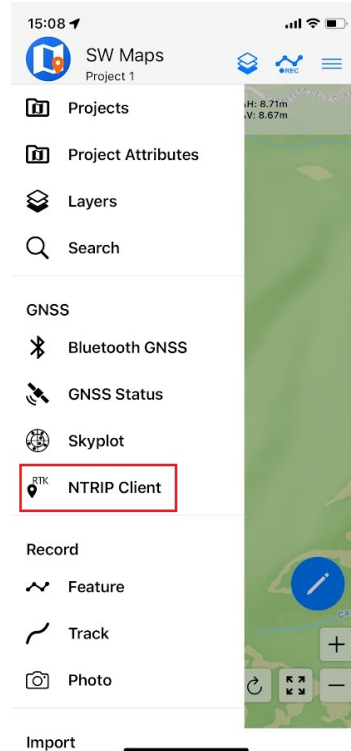 15:08
SW Maps
Project 1
REC
Projects
H: 8.71m
V: 8.67m
Project Attributes
Layers
Search
GNSS
Bluetooth GNSS
GNSS Status
Skyplot
RTK
NTRIP Client
Record
Feature
Track
Photo
Import